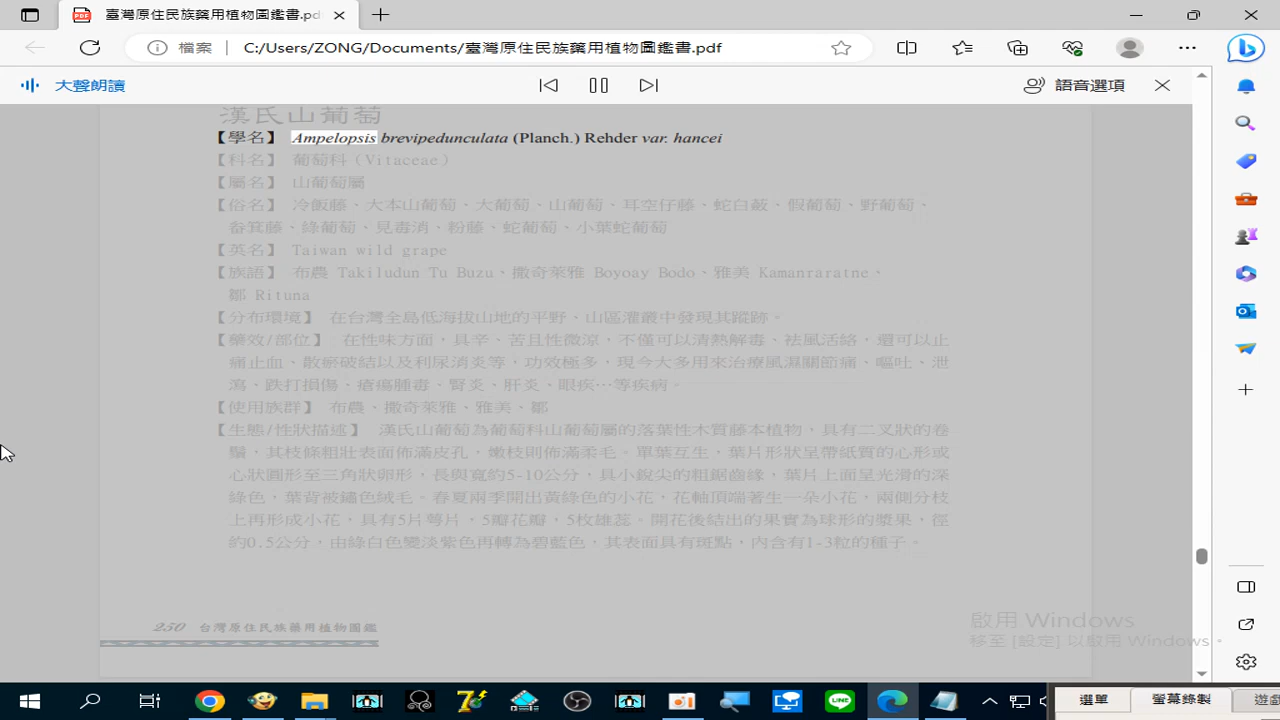 臺灣原住民族藥用植物圖鑑書.pd
檔案 C:/Users/ZONG/Documents/臺灣原住民族藥用植物圖鑑書.pdf
大聲朗讀
語音選項
漢氏山葡萄
【學名】 Ampelopsis brevipedunculata (Planch.) Rehder var. hancei
【科名】 葡萄科(Vitaceae)
【屬名】 山葡萄屬
【俗名】 冷飯藤、大本山葡萄、大葡萄、山葡萄、耳空仔藤、蛇白蘞、假葡萄、野葡萄、
畚箕藤、綠葡萄、見毒消、粉藤、蛇葡萄、小葉蛇葡萄
【英名】 Taiwan wild grape
【族語】 布農 Takiludun Tu Buzu、撒奇萊雅 Boyoay Bodo、雅美 Kamanraratne、
鄒 Rituna
【分布環境】 在台灣全島低海拔山地的平野、山區灌叢中發現其蹤跡。
【藥效/部位】 在性味方面,具辛、苦且性微涼,不僅可以清熱解毒、祛風活絡,還可以止
痛止血、散瘀破結以及利尿消炎等,功效極多,現今大多用來治療風濕關節痛、嘔吐、泄
瀉、跌打損傷、瘡瘍腫毒、腎炎、肝炎、眼疾…等疾病。
【使用族群】 布農、撒奇萊雅、雅美、鄒
【生態/性狀描述】 漢氏山葡萄為葡萄科山葡萄屬的落葉性木質藤本植物,具有二叉狀的卷
鬚,其枝條粗壯表面佈滿皮孔,嫩枝則佈滿柔毛。單葉互生,葉片形狀呈帶紙質的心形或
心狀圓形至三角狀卵形,長與寬約5-10公分,具小銳尖的粗鋸齒緣,葉片上面呈光滑的深
綠色,葉背被鏽色絨毛。春夏兩季開出黃綠色的小花,花軸頂端著生一朵小花,兩側分枝
上再形成小花,具有5片萼片,5瓣花瓣,5枚雄蕊。開花後結出的果實為球形的漿果,徑
約0.5公分,由綠白色變淡紫色再轉為碧藍色,其表面具有斑點,內含有1-3粒的種子。
250 台灣原住民族藥用植物圖鑑
啟用 Windows
移至 [設定] 以啟用 Windows。
選單
螢幕錄製
遊戲